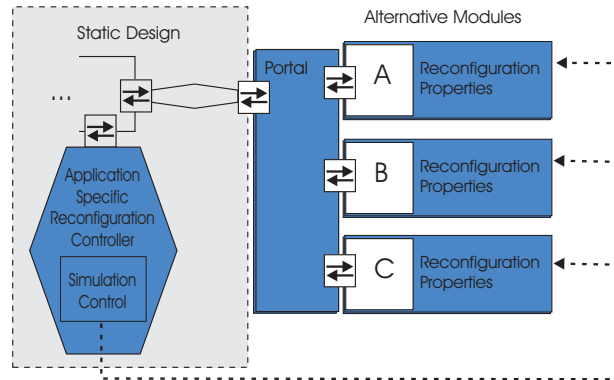 Static Design
Alternative Modules
Portal
...
A
Reconfiguration
Properties
B
Reconfiguration
Properties
C
Reconfiguration
Properties
Application
Specific
Reconfiguration
Controller
Simulation
Control